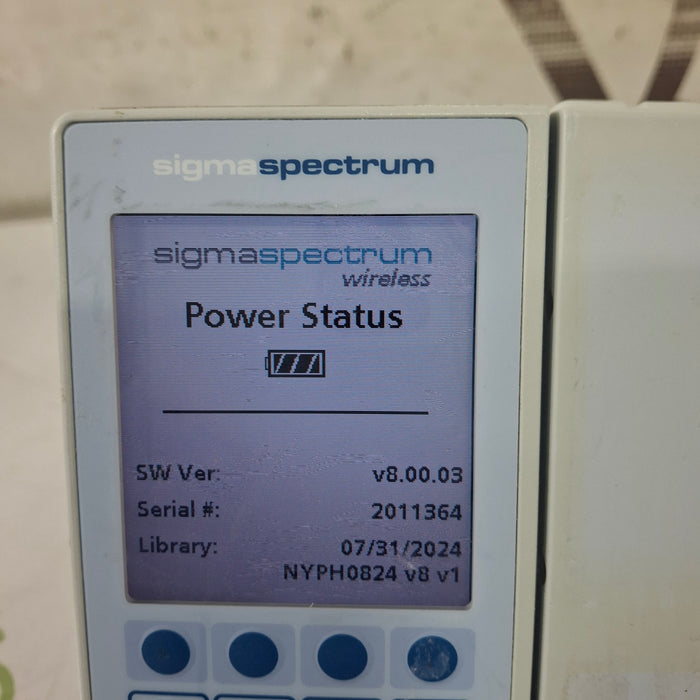 sigmaspectrum
sigmaspectrum
wireless
Power Status
SW Ver: v8.00.03
Serial #: 2011364
Library: 07/31/2024
NYPH0824 v8 v1